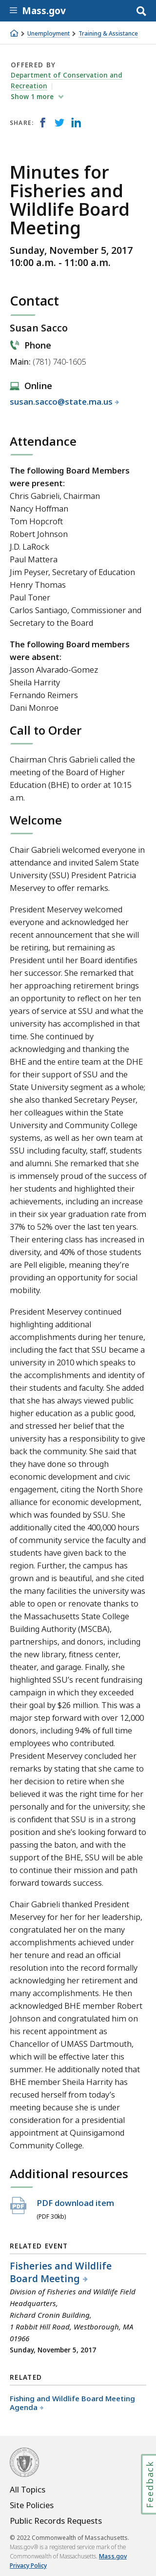 Mass.gov
Unemployment
Training & Assistance
OFFERED BY
Department of Conservation and
Recreation
Show 1 more
SHARE:
Minutes for
Fisheries and
Wildlife Board
Meeting
Sunday, November 5, 2017
10:00 a.m. - 11:00 a.m.
Contact
Susan Sacco
Phone
Main: (781) 740-1605
Online
susan.sacco@state.ma.us
Attendance
The following Board Members
were present:
Chris Gabrieli, Chairman
Nancy Hoffman
Tom Hopcroft
Robert Johnson
J.D. LaRock
Paul Mattera
Jim Peyser, Secretary of Education
Henry Thomas
Paul Toner
Carlos Santiago, Commissioner and
Secretary to the Board
The following Board members
were absent:
Jasson Alvarado-Gomez
Sheila Harrity
Fernando Reimers
Dani Monroe
Call to Order
Chairman Chris Gabrieli called the
meeting of the Board of Higher
Education (BHE) to order at 10:15
a.m.
Welcome
Chair Gabrieli welcomed everyone in
attendance and invited Salem State
University (SSU) President Patricia
Meservey to offer remarks.
President Meservey welcomed
everyone and acknowledged her
recent announcement that she will
be retiring, but remaining as
President until her Board identifies
her successor. She remarked that
her approaching retirement brings
an opportunity to reflect on 10 years
of service at SSU and what is to
come. She continued by
acknowledging and thanking the
BHE and the entire team at the DHE
for their support of SSU and to the
State University segment as a whole;
she also thanked Secretary Peyser,
her colleagues within the State
University and Community College
system, as well as her own team at
SSU including staff, students and
alumni. She remarked that she is
immensely proud of the success of
her students and highlighted their
achievements, including an increase
in their six year graduation rate from
37% to 52% over the last ten years.
Their entering class has increased in
diversity, and 40% of those students
are Pell eligible, meaning they're
providing an opportunity for social
mobility.
President Meservey continued
highlighting additional
accomplishments at the university,
including the fact that SSU became a
university in 2010 which speaks to
the accomplishments and identity of
their students and faculty. She added
that she has always viewed public
higher education as a public good,
which must serve and contribute
back to the community. She said that
they have done so through
economic development and civic
engagement, citing the North Shore
alliance for economic development,
which was founded by SSU. She
additionally noted the 400,000 hours
of community service the faculty and
students have given back to the
region. Further, the campus has
grown and is beautiful, and she cited
the new facilities the university was
able to build or renovate thanks to
the Massachusetts State College
Building Authority (MSCBA),
partnerships, and donors, including
the new library, fitness center,
theater, and garage. Finally, she
highlighted SSU's recent fundraising
campaign in which they exceeded
their goal by $26 million. This was a
major step forward with over 12,000
donors, including 94% of full time
employees who contributed.
President Meservey concluded her
remarks by stating that when she
came to her decision to retire she
believed it was the right time for her
personally and for the university; she
is confident that SSU is in a strong
position and she's looking forward to
passing the baton, and with the
support of the BHE, SSU will be able
to continue their mission and path
forward towards success.
Chair Gabrieli thanked President
Meservey for her for her leadership,
congratulated her on the many
accomplishments achieved under
her tenure and read an official
resolution into the record formally
acknowledging her retirement and
many accomplishments. He then
acknowledged BHE member Robert
Johnson and congratulated him on
his recent appointment as
Chancellor of UMASS Dartmouth,
which will be effective later this
summer. He additionally noted that
BHE member Sheila Harrity has
recused herself from today's
meeting because she is under
consideration for a presidential
appointment at Quinsigamond
Community College.
Additional resources
PDF
PDF download item
(PDF 30kb)
RELATED EVENT
Fisheries and Wildlife
Board Meeting
Division of Fisheries and Wildlife Field
Headquarters,
Richard Cronin Building,
1 Rabbit Hill Road, Westborough, MA
01966
Sunday, November 5, 2017
RELATED
Fishing and Wildlife Board Meeting
Agenda
Feedback
All Topics
Site Policies
Public Records Requests
© 2022 Commonwealth of Massachusetts.
Mass.gov® is a registered service mark of the
Commonwealth of Massachusetts. Mass.gov
Privacy Policy